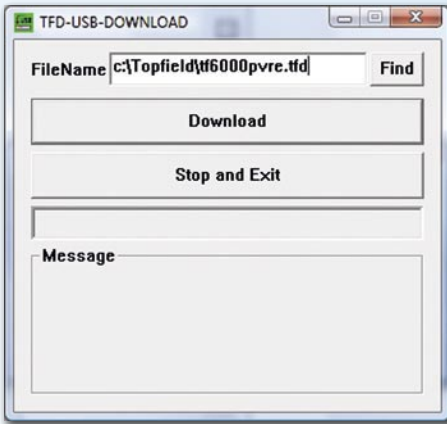 TFD-USB-DOWNLOAD
FileName c:\Topfield\tf6000pvre.tfd Find
Download
Stop and Exit
Message